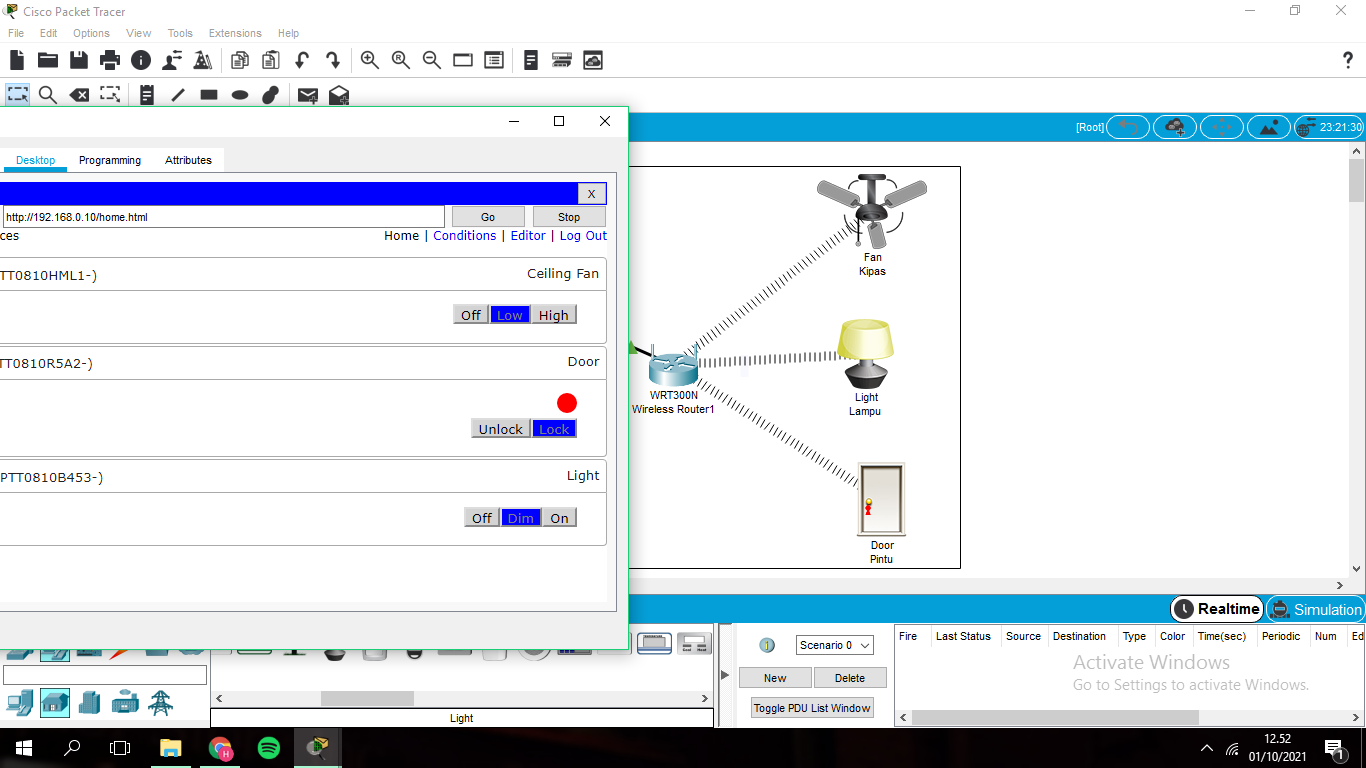 Cisco Packet Tracer
File Edit Options View Tools Extensions Help
[Root] 23:21:30
Desktop Programming Attributes
X
http://192.168.0.10/home.html Go Stop
ces Home | Conditions | Editor | Log Out
TT0810HML1-) Ceiling Fan
Off Low High
TT0810R5A2-) Door
Unlock Lock
PTT0810B453-) Light
Off Dim On
Fan
Kipas
WRT300N
Wireless Router1
Light
Lampu
Door
Pintu
Realtime Simulation
Scenario 0
New Delete
Toggle PDU List Window
Fire Last Status Source Destination Type Color Time(sec) Periodic Num Ed
Activate Windows
Go to Settings to activate Windows.
Light
12.52
01/10/2021
1